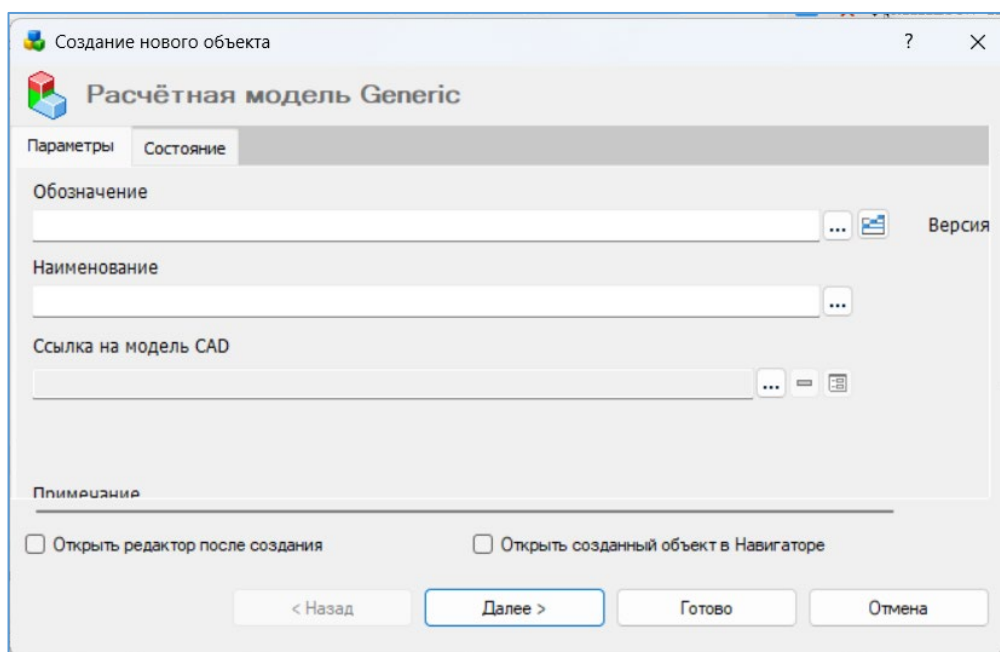 Создание нового объекта ?
Расчётная модель Generic
Параметры Состояние
Обозначение
... Версия
Наименование
...
Ссылка на модель CAD
...
Примечание
Открыть редактор после создания Открыть созданный объект в Навигаторе
< Назад Далее > Готово Отмена